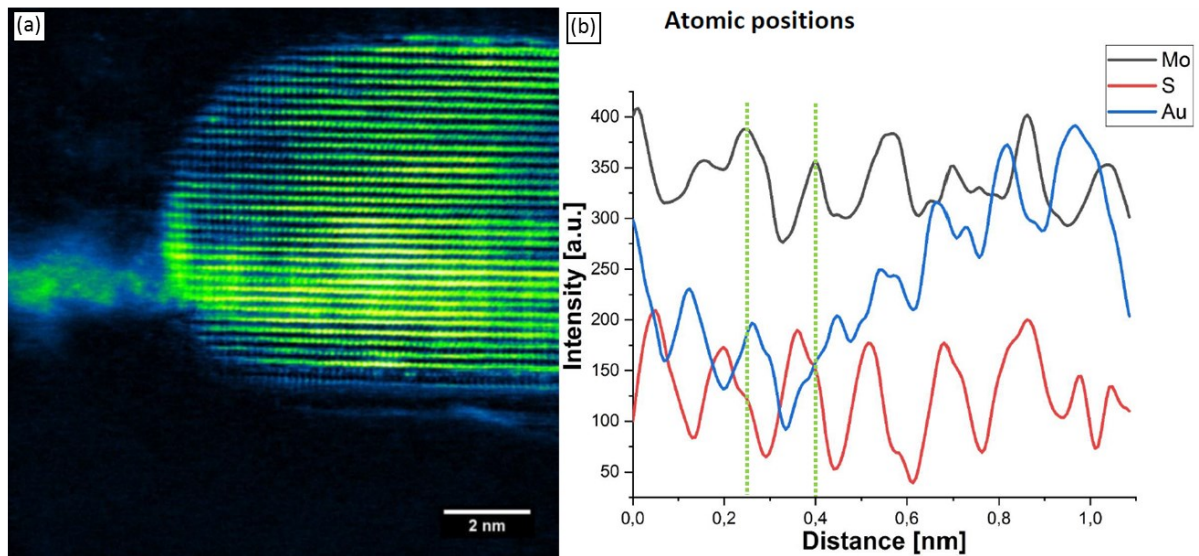 (a)
2 nm
(b)
Atomic positions
Mo
S
Au
Intensity [a.u.]
400
350
300
250
200
150
100
50
0,0 0,2 0,4 0,6 0,8 1,0
Distance [nm]